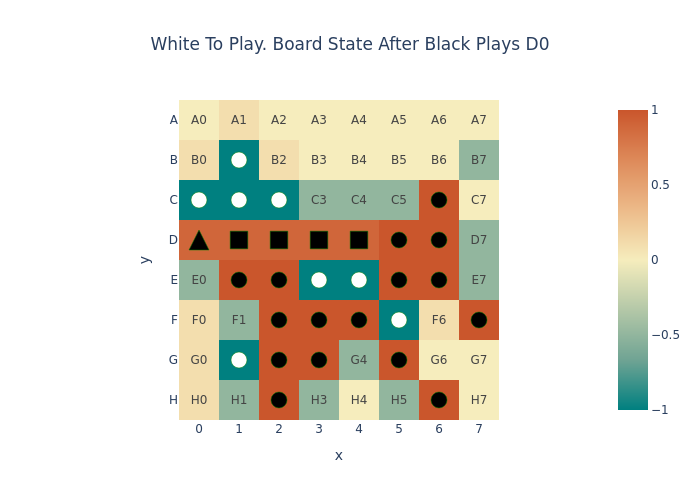 White To Play. Board State After Black Plays D0
A A0 A1 A2 A3 A4 A5 A6 A7
B B0 B2 B3 B4 B5 B6 B7
C C3 C4 C5 C7
D D7
E E0 E7
F F0 F1 F6
G G0 G4 G6 G7
H H0 H1 H3 H4 H5 H7
0 1 2 3 4 5 6 7
x
y
1
0.5
0
−0.5
−1